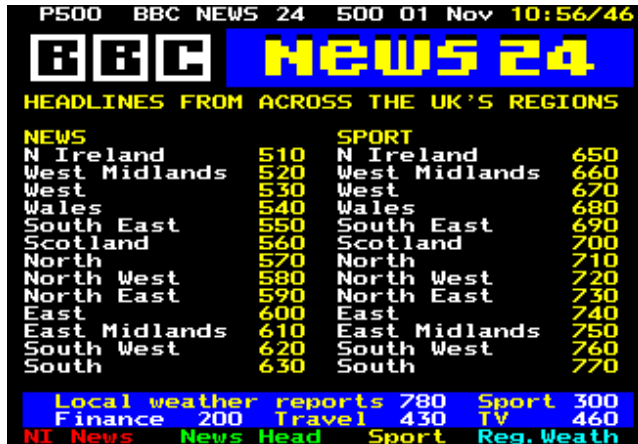 P500 BBC NEWS 24 500 01 Nov 10:56/46
BBC News 24
HEADLINES FROM ACROSS THE UK'S REGIONS
NEWS SPORT
N Ireland 510 N Ireland 650
West Midlands 520 West Midlands 660
West 530 West 670
Wales 540 Wales 680
South East 550 South East 690
Scotland 560 Scotland 700
North 570 North 710
North West 580 North West 720
North East 590 North East 730
East 600 East 740
East Midlands 610 East Midlands 750
South West 620 South West 760
South 630 South 770
Local weather reports 780 Sport 300
Finance 200 Travel 430 TV 460
NI News News Head Sport Reg.Weath